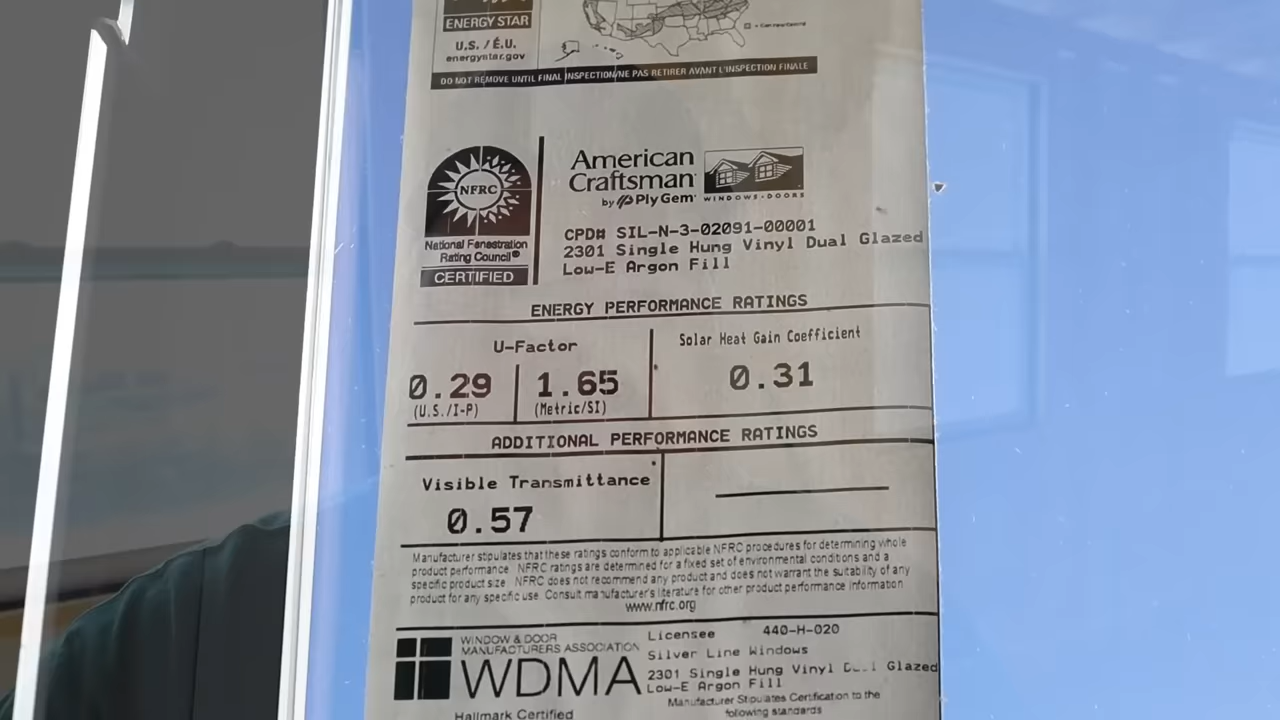 ENERGY STAR
U.S. / É.U.
energystar.gov
DO NOT REMOVE UNTIL FINAL INSPECTION/NE PAS RETIRER AVANT L'INSPECTION FINALE
NFRC
National Fenestration
Rating Council®
CERTIFIED
American
Craftsman
by Ply Gem
WINDOWS·DOORS
CPD# SIL-N-3-02091-00001
2301 Single Hung Vinyl Dual Glazed
Low-E Argon Fill
ENERGY PERFORMANCE RATINGS
U-Factor
0.29
(U.S./I-P)
1.65
(Metric/SI)
Solar Heat Gain Coefficient
0.31
ADDITIONAL PERFORMANCE RATINGS
Visible Transmittance
0.57
Manufacturer stipulates that these ratings conform to applicable NFRC procedures for determining whole
product performance. NFRC ratings are determined for a fixed set of environmental conditions and a
specific product size. NFRC does not recommend any product and does not warrant the suitability of any
product for any specific use. Consult manufacturer's literature for other product performance information
www.nfrc.org
WINDOW & DOOR
MANUFACTURERS ASSOCIATION
WDMA
Hallmark Certified
Licensee 440-H-020
Silver Line Windows
2301 Single Hung Vinyl Dual Glazed
Low-E Argon Fill
Manufacturer Stipulates Certification to the
following standards